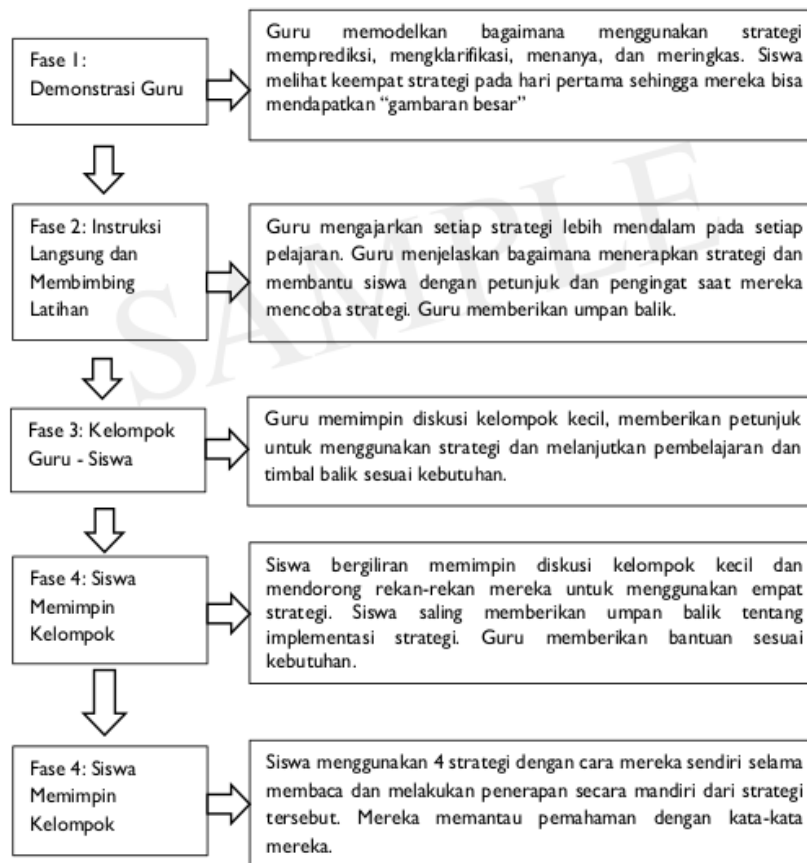 Fase 1:
Demonstrasi Guru
Guru memodelkan bagaimana menggunakan strategi
memprediksi, mengklarifikasi, menanya, dan meringkas. Siswa
melihat keempat strategi pada hari pertama sehingga mereka bisa
mendapatkan “gambaran besar”
Fase 2: Instruksi
Langsung dan
Membimbing
Latihan
Guru mengajarkan setiap strategi lebih mendalam pada setiap
pelajaran. Guru menjelaskan bagaimana menerapkan strategi dan
membantu siswa dengan petunjuk dan pengingat saat mereka
mencoba strategi. Guru memberikan umpan balik.
SAMPLE
Fase 3: Kelompok
Guru - Siswa
Guru memimpin diskusi kelompok kecil, memberikan petunjuk
untuk menggunakan strategi dan melanjutkan pembelajaran dan
timbal balik sesuai kebutuhan.
Fase 4: Siswa
Memimpin
Kelompok
Siswa bergiliran memimpin diskusi kelompok kecil dan
mendorong rekan-rekan mereka untuk menggunakan empat
strategi. Siswa saling memberikan umpan balik tentang
implementasi strategi. Guru memberikan bantuan sesuai
kebutuhan.
Fase 4: Siswa
Memimpin
Kelompok
Siswa menggunakan 4 strategi dengan cara mereka sendiri selama
membaca dan melakukan penerapan secara mandiri dari strategi
tersebut. Mereka memantau pemahaman dengan kata-kata
mereka.